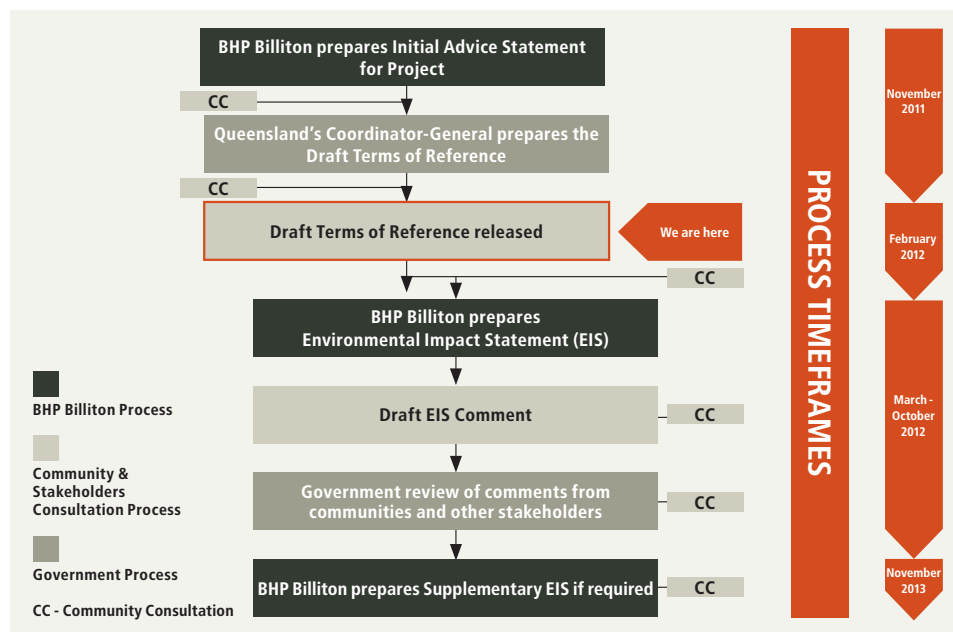 BHP Billiton prepares Initial Advice Statement
for Project
CC
Queensland's Coordinator-General prepares the
Draft Terms of Reference
CC
Draft Terms of Reference released
We are here
CC
BHP Billiton prepares
Environmental Impact Statement (EIS)
Draft EIS Comment
CC
Government review of comments from
communities and other stakeholders
CC
BHP Billiton prepares Supplementary EIS if required
CC
BHP Billiton Process
Community &
Stakeholders
Consultation Process
Government Process
CC - Community Consultation
PROCESS TIMEFRAMES
November
2011
February
2012
March -
October
2012
November
2013